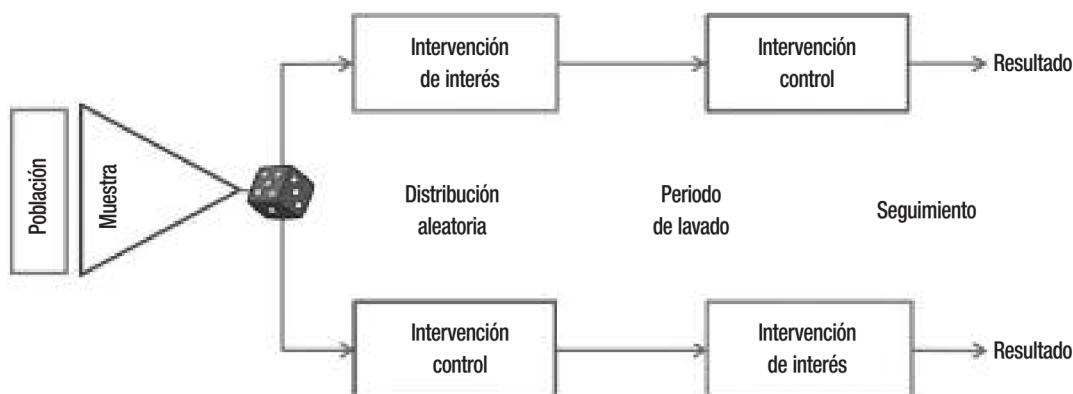 Población
Muestra
Intervención
de interés
Intervención
control
Resultado
Distribución
aleatoria
Periodo
de lavado
Seguimiento
Intervención
control
Intervención
de interés
Resultado